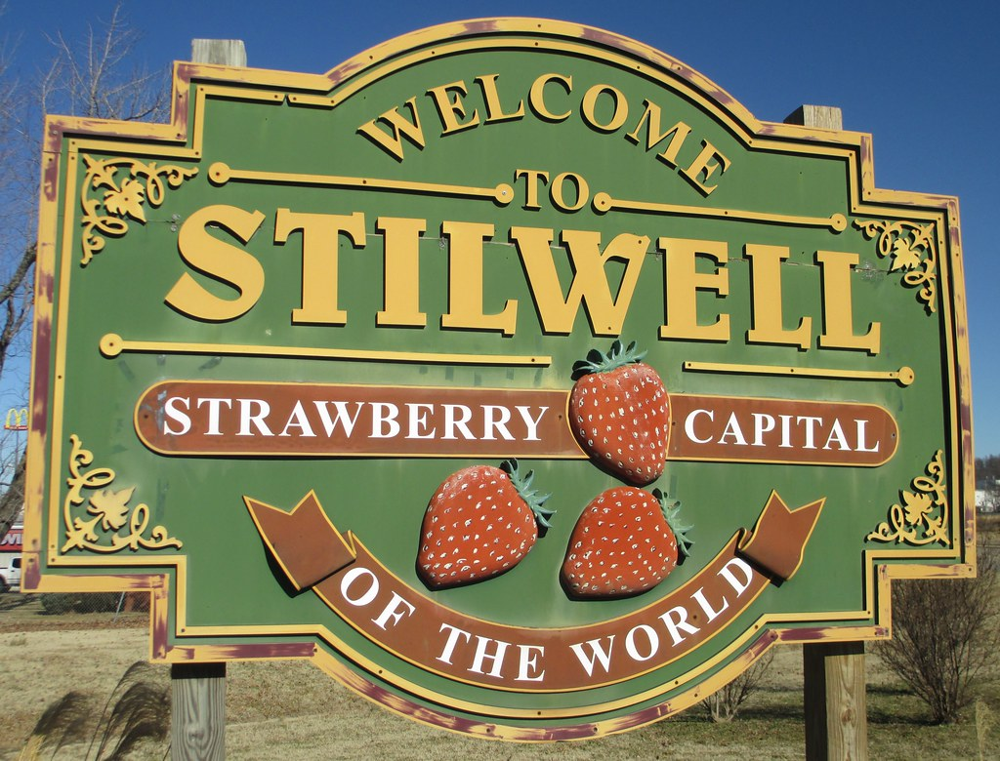 WELCOME
TO
STILWELL
STRAWBERRY CAPITAL
OF THE WORLD